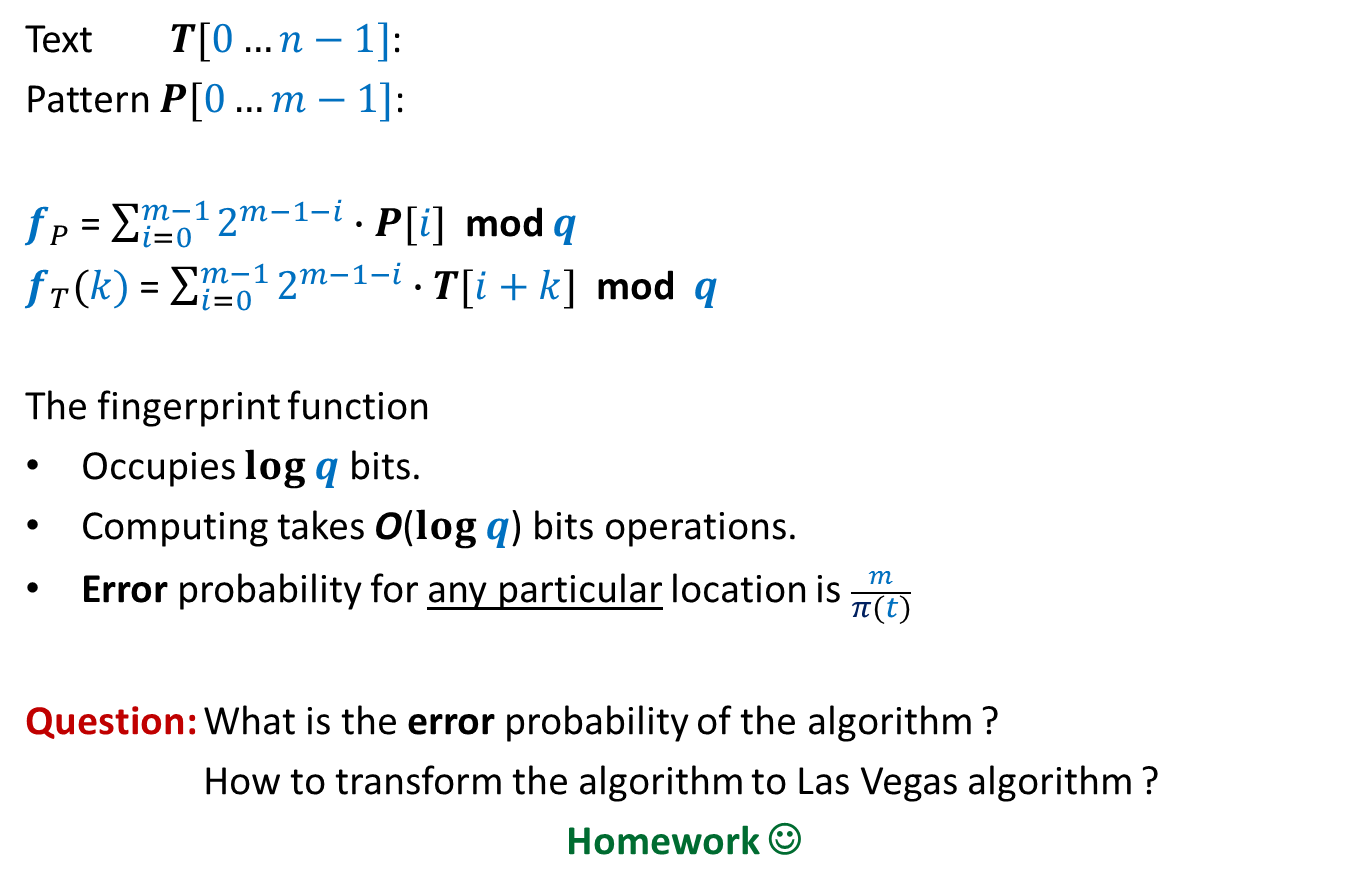 Text T[0 … n − 1]:
Pattern P[0 … m − 1]:
f_P = ∑_{i=0}^{m−1} 2^{m−1−i} · P[i] mod q
f_T(k) = ∑_{i=0}^{m−1} 2^{m−1−i} · T[i + k] mod q
The fingerprint function
• Occupies log q bits.
• Computing takes O(log q) bits operations.
• Error probability for any particular location is m/π(t)
Question: What is the error probability of the algorithm ?
How to transform the algorithm to Las Vegas algorithm ?
Homework ☺